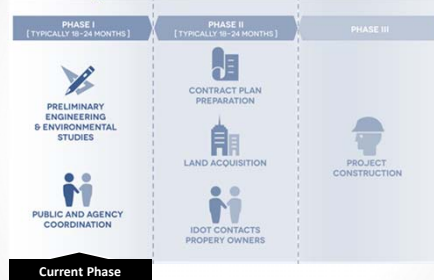 PHASE I
[ TYPICALLY 18-24 MONTHS ]
PRELIMINARY
ENGINEERING
& ENVIRONMENTAL
STUDIES
PUBLIC AND AGENCY
COORDINATION
Current Phase
PHASE II
[ TYPICALLY 18-24 MONTHS ]
CONTRACT PLAN
PREPARATION
LAND ACQUISITION
IDOT CONTACTS
PROPERY OWNERS
PHASE III
PROJECT
CONSTRUCTION